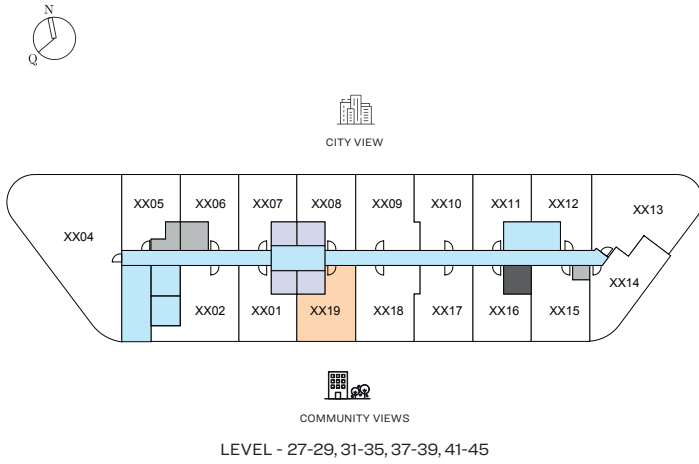 N
Q
CITY VIEW
XX05 XX06 XX07 XX08 XX09 XX10 XX11 XX12
XX04 XX13
XX14
XX02 XX01 XX19 XX18 XX17 XX16 XX15
COMMUNITY VIEWS
LEVEL - 27-29, 31-35, 37-39, 41-45